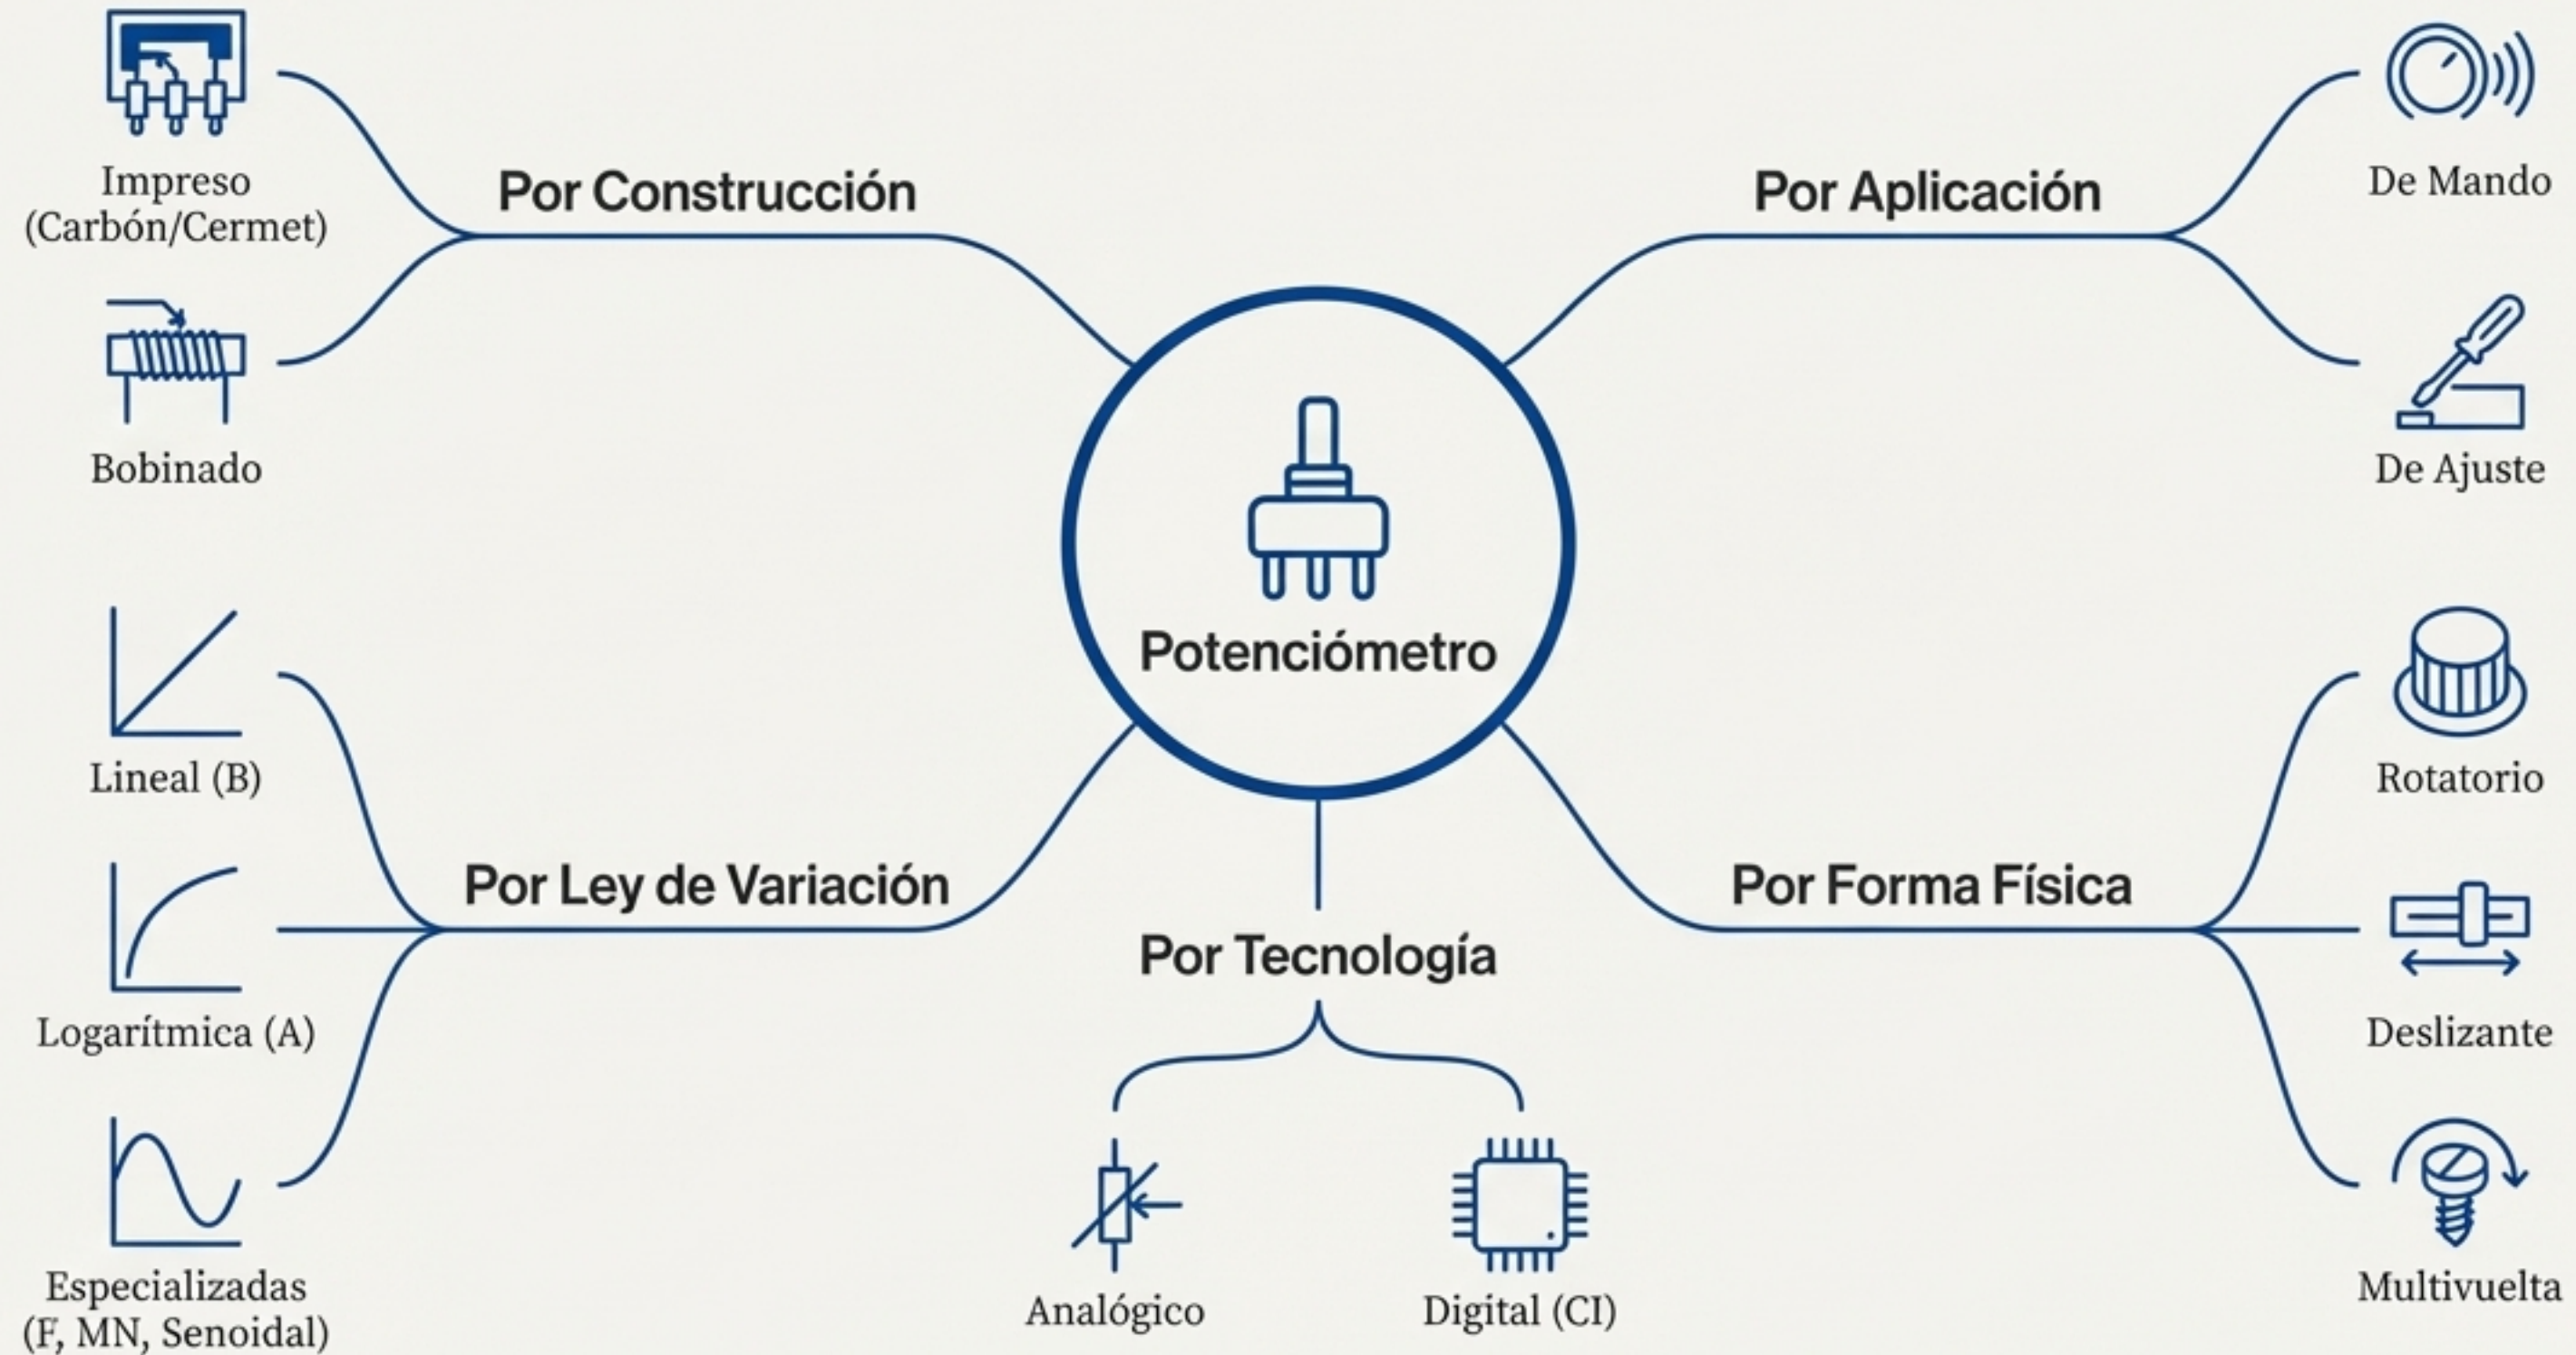 Impreso
(Carbón/Cermet)
Por Construcción
Bobinado
Por Aplicación
De Mando
De Ajuste
Potenciómetro
Lineal (B)
Por Ley de Variación
Logarítmica (A)
Especializadas
(F, MN, Senoidal)
Por Tecnología
Analógico
Digital (CI)
Por Forma Física
Rotatorio
Deslizante
Multivuelta